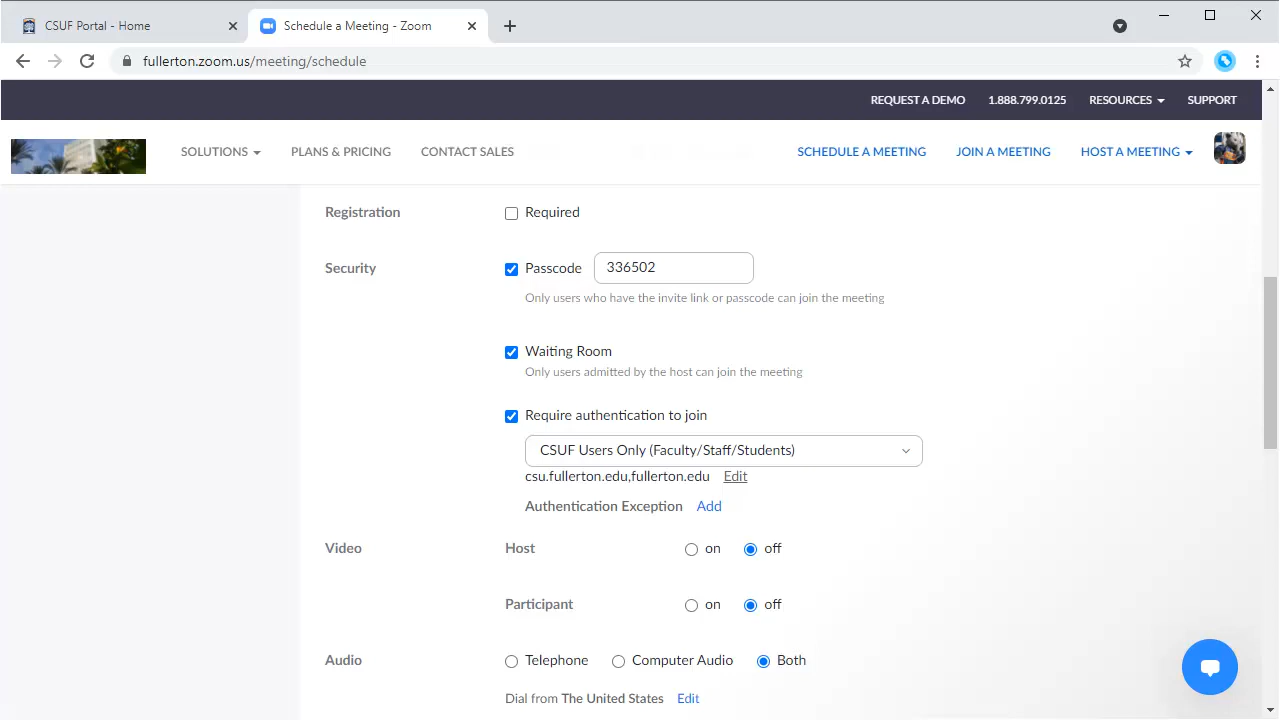 CSUF Portal - Home
Schedule a Meeting - Zoom
fullerton.zoom.us/meeting/schedule
REQUEST A DEMO 1.888.799.0125 RESOURCES SUPPORT
SOLUTIONS PLANS & PRICING CONTACT SALES SCHEDULE A MEETING JOIN A MEETING HOST A MEETING
Registration Required
Security Passcode 336502
Only users who have the invite link or passcode can join the meeting
Waiting Room
Only users admitted by the host can join the meeting
Require authentication to join
CSUF Users Only (Faculty/Staff/Students)
csu.fullerton.edu,fullerton.edu Edit
Authentication Exception Add
Video Host on off
Participant on off
Audio Telephone Computer Audio Both
Dial from The United States Edit